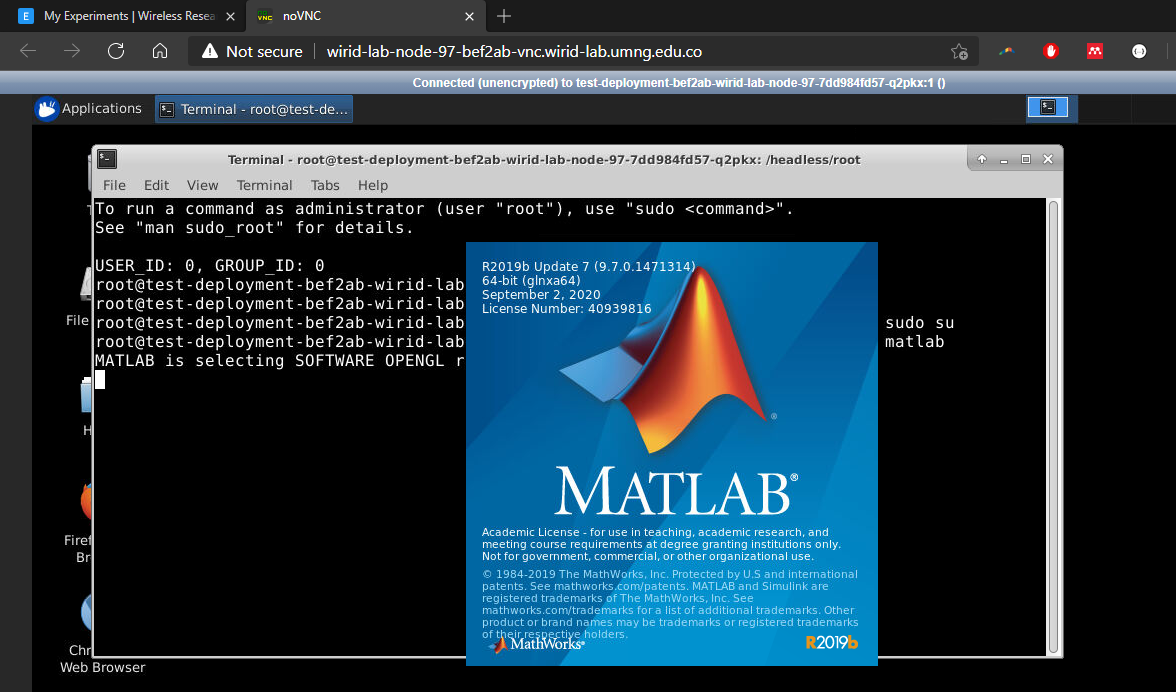 My Experiments | Wireless Resea
noVNC
Not secure
wirid-lab-node-97-bef2ab-vnc.wirid-lab.umng.edu.co
Connected (unencrypted) to test-deployment-bef2ab-wirid-lab-node-97-7dd984fd57-q2pkx:1 ()
Applications
Terminal - root@test-de...
Terminal - root@test-deployment-bef2ab-wirid-lab-node-97-7dd984fd57-q2pkx: /headless/root
File Edit View Terminal Tabs Help
To run a command as administrator (user "root"), use "sudo <command>".
See "man sudo_root" for details.
USER_ID: 0, GROUP_ID: 0
root@test-deployment-bef2ab-wirid-lab
root@test-deployment-bef2ab-wirid-lab
root@test-deployment-bef2ab-wirid-lab sudo su
root@test-deployment-bef2ab-wirid-lab matlab
MATLAB is selecting SOFTWARE OPENGL r
R2019b Update 7 (9.7.0.1471314)
64-bit (glnxa64)
September 2, 2020
License Number: 40939816
MATLAB®
Academic License - for use in teaching, academic research, and
meeting course requirements at degree granting institutions only.
Not for government, commercial, or other organizational use.
© 1984-2019 The MathWorks, Inc. Protected by U.S and international
patents. See mathworks.com/patents. MATLAB and Simulink are
registered trademarks of The MathWorks, Inc. See
mathworks.com/trademarks for a list of additional trademarks. Other
product or brand names may be trademarks or registered trademarks
of their respective holders.
MathWorks®
R2019b
File
H
Firef
Br
Chr
Web Browser